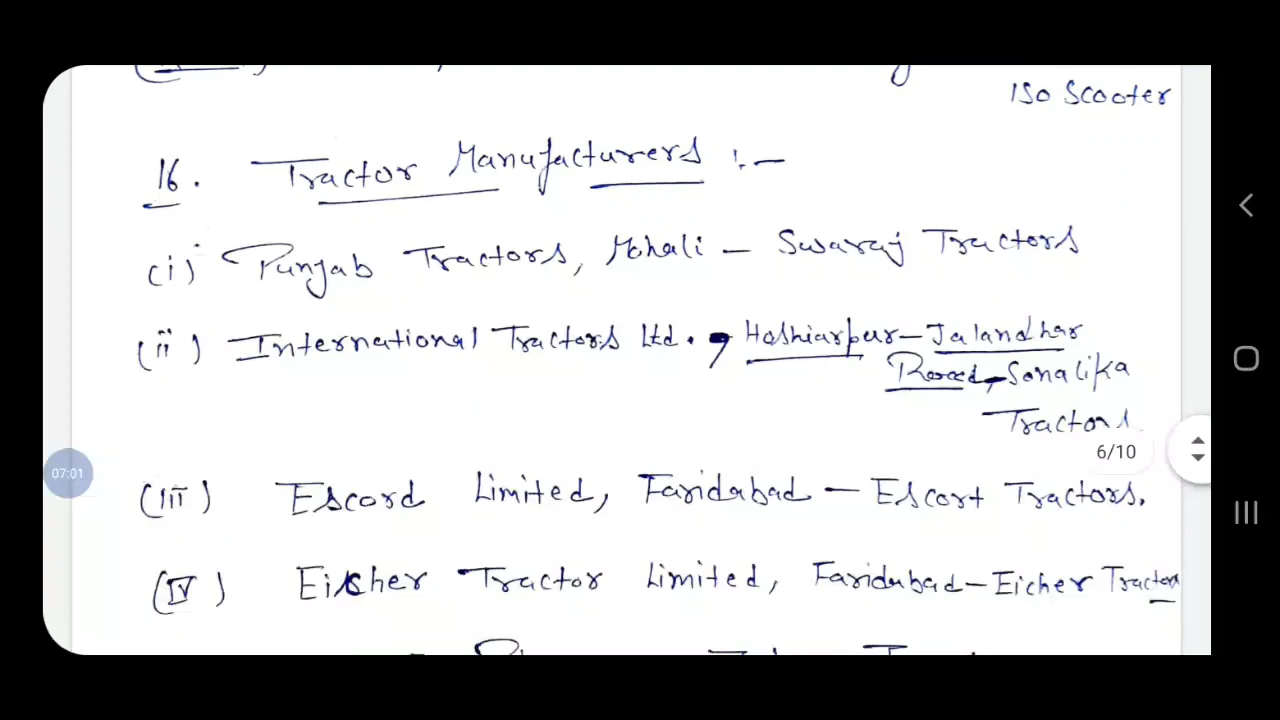 150 Scooter
16. Tractor Manufacturers :-
(i) Punjab Tractors, Mohali - Swaraj Tractors
(ii) International Tractors Ltd. , Hoshiarpur-Jalandhar
Road, Sonalika
Tractors.
6/10
07:01
(iii) Escord Limited, Faridabad - Escort Tractors.
(IV) Eicher Tractor Limited, Faridabad-Eicher Tractors